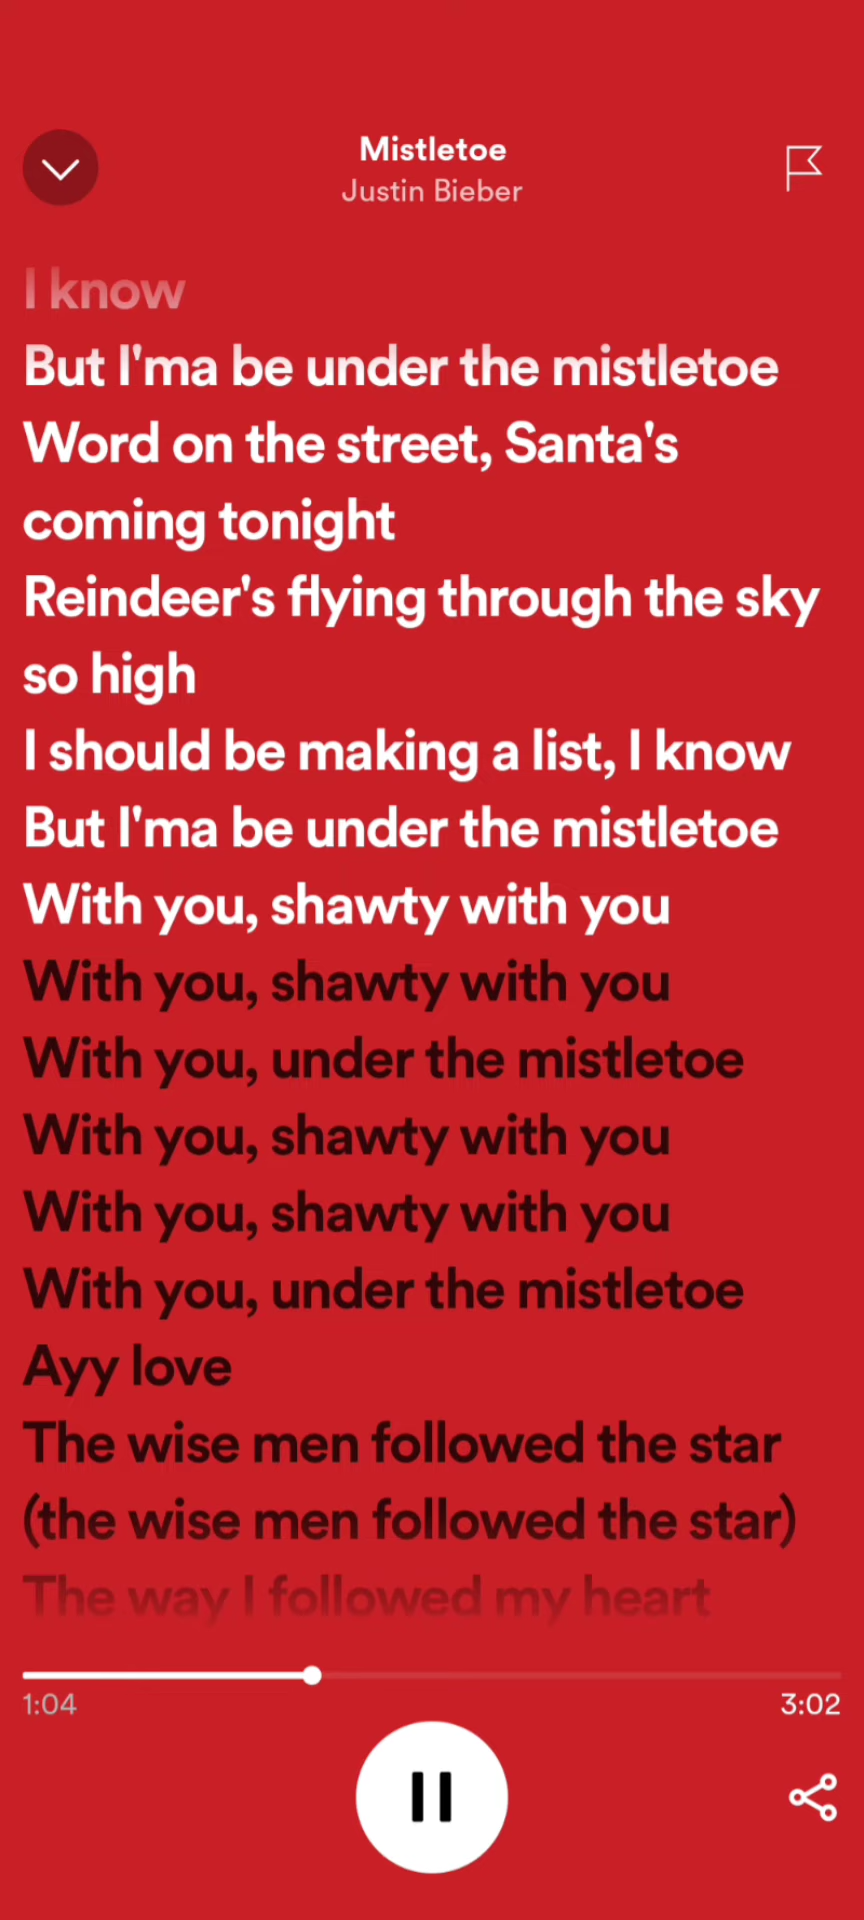 Mistletoe
Justin Bieber
I know
But I'ma be under the mistletoe
Word on the street, Santa's
coming tonight
Reindeer's flying through the sky
so high
I should be making a list, I know
But I'ma be under the mistletoe
With you, shawty with you
With you, shawty with you
With you, under the mistletoe
With you, shawty with you
With you, shawty with you
With you, under the mistletoe
Ayy love
The wise men followed the star
(the wise men followed the star)
The way I followed my heart
1:04
3:02